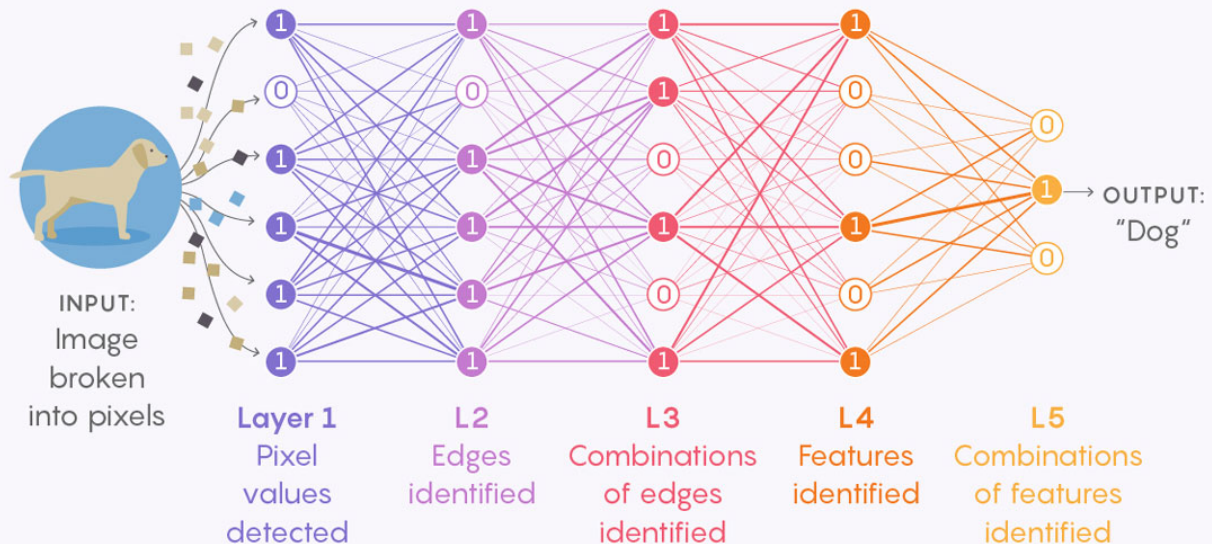 1 1 1 1
0 0 1 0
0
1 1 0 0
1
1 1 1 1
0
1 1 0 0
1 1 1 1
OUTPUT:
“Dog“
INPUT:
Image
broken
into pixels
Layer 1
Pixel
values
detected
L2
Edges
identified
L3
Combinations
of edges
identified
L4
Features
identified
L5
Combinations
of features
identified